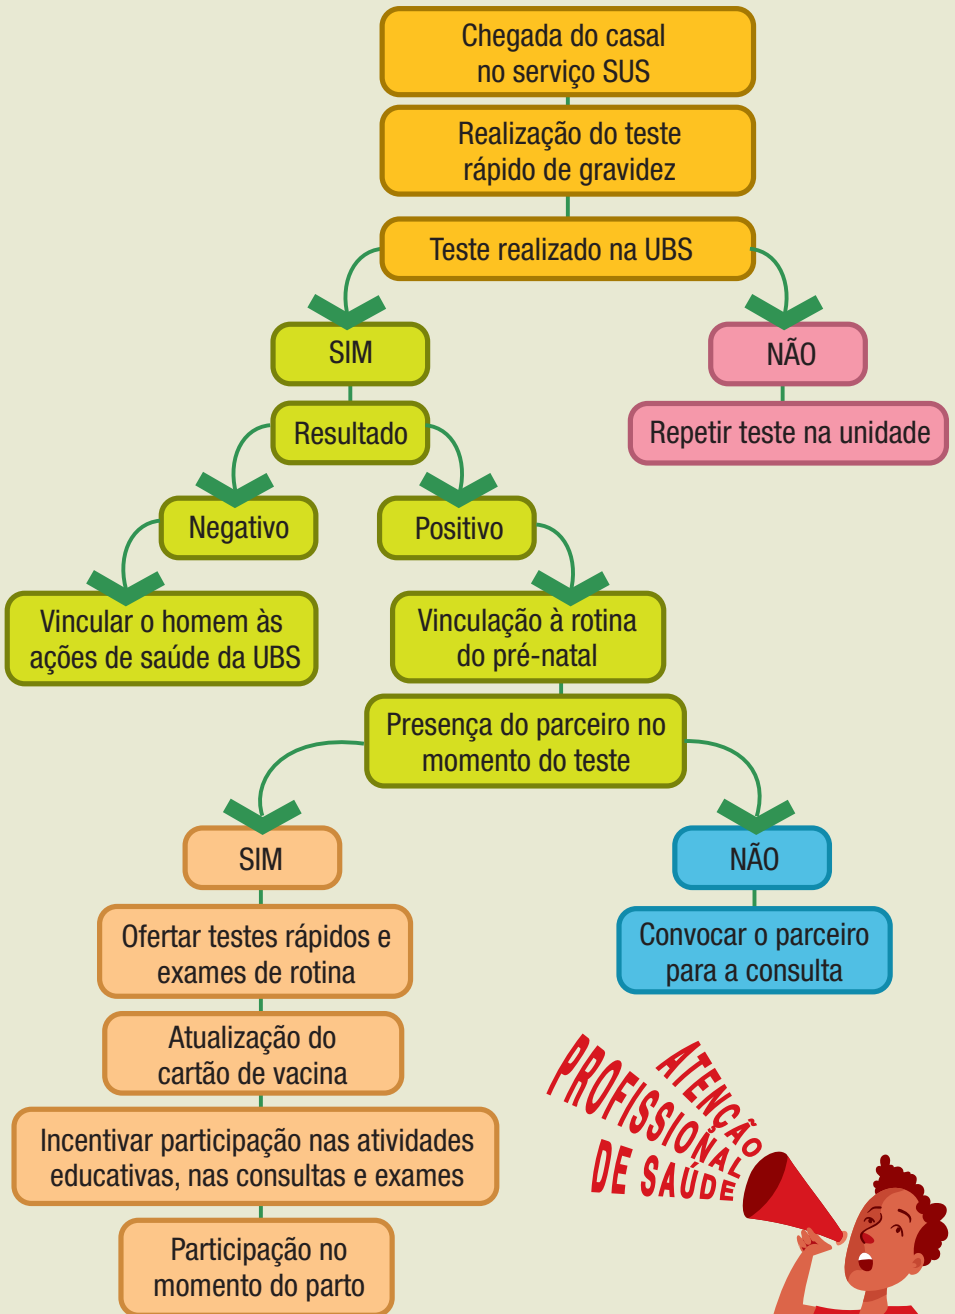 Chegada do casal
no serviço SUS
Realização do teste
rápido de gravidez
Teste realizado na UBS
SIM
NÃO
Resultado
Repetir teste na unidade
Negativo
Positivo
Vincular o homem às
ações de saúde da UBS
Vinculação à rotina
do pré-natal
Presença do parceiro no
momento do teste
SIM
NÃO
Ofertar testes rápidos e
exames de rotina
Convocar o parceiro
para a consulta
Atualização do
cartão de vacina
Incentivar participação nas atividades
educativas, nas consultas e exames
Participação no
momento do parto
ATENÇÃO
PROFISSIONAL
DE SAÚDE